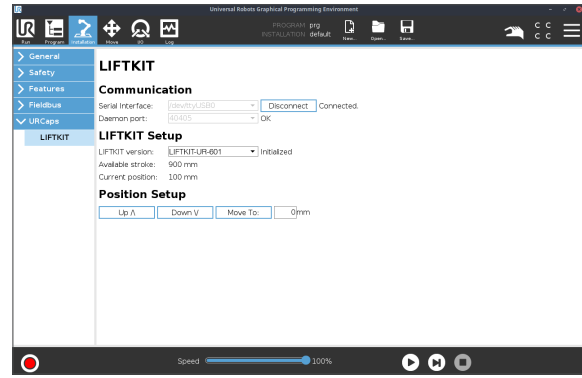 Universal Robots Graphical Programming Environment
Run Program Installation Move I/O Log
PROGRAM prg
INSTALLATION default
New... Open... Save...
C C
C C
General
Safety
Features
Fieldbus
URCaps
LIFTKIT
LIFTKIT
Communication
Serial Interface: /dev/ttyUSB0 Disconnect Connected.
Daemon port: 40405 OK
LIFTKIT Setup
LIFTKIT version: LIFTKIT-UR-601 Initialized
Available stroke: 900 mm
Current position: 100 mm
Position Setup
Up /\ Down \/ Move To: 0 mm
Speed 100%